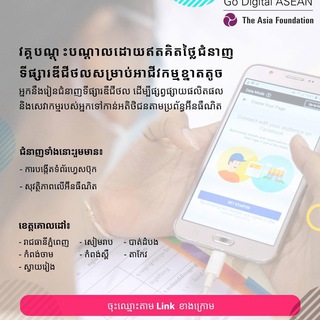 Go Digital ASEAN
The Asia Foundation
វគ្គបណ្តុះបណ្តាលដោយឥតគិតថ្លៃជំនាញ
ទីផ្សារឌីជីថលសម្រាប់អាជីវកម្មខ្នាតតូច
អ្នកនឹងរៀនជំនាញទីផ្សារឌីជីថល ដើម្បីផ្សព្វផ្សាយផលិតផល
និងសេវាកម្មរបស់អ្នកទៅកាន់អតិថិជនតាមប្រព័ន្ធអ៊ីនធឺណិត
ជំនាញទាំងនោះរួមមាន៖
- ការបង្កើតទំព័រហ្វេសប៊ុក
- សុវត្ថិភាពលើអ៊ីនធឺណិត
ខេត្តគោលដៅ៖
- រាជធានីភ្នំពេញ - សៀមរាប - បាត់ដំបង
- កំពង់ចាម - កំពង់ស្ពឺ - តាកែវ
- ស្វាយរៀង
ចុះឈ្មោះតាម Link ខាងក្រោម